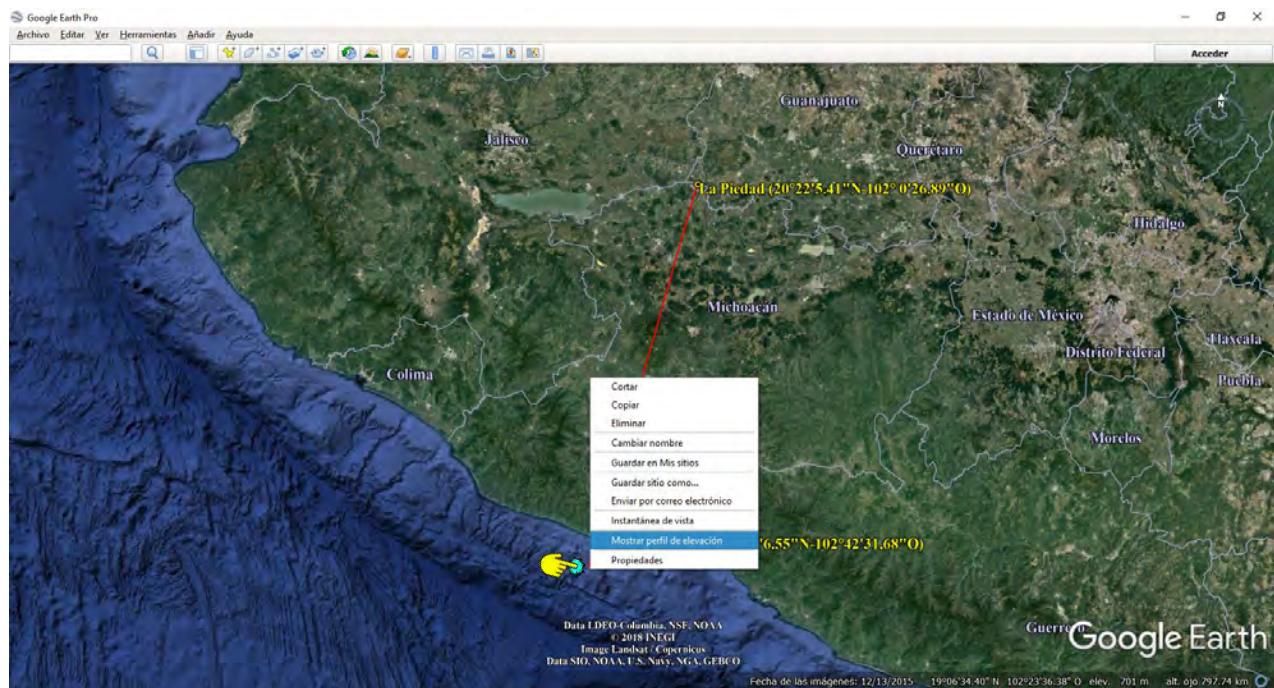 Google Earth Pro
Archivo Editar Ver Herramientas Añadir Ayuda
Acceder
Guanajuato
N
Jalisco
Querétaro
La Piedad (20°22'5.41"N-102° 0'26.89"O)
Hidalgo
Michoacán
Estado de México
Tlaxcala
Distrito Federal
Colima
Puebla
Cortar
Copiar
Eliminar
Morelos
Cambiar nombre
Guardar en Mis sitios
Guardar sitio como...
Enviar por correo electrónico
Instantánea de vista
Mostrar perfil de elevación
6.55"N-102°42'31.68"O)
Propiedades
Data LDEO-Columbia, NSF, NOAA
© 2018 INEGI
Image Landsat / Copernicus
Data SIO, NOAA, U.S. Navy, NGA, GEBCO
Guerrero
Google Earth
Fecha de las imágenes: 12/13/2015 19°06'34.40" N 102°23'36.38" O elev. 701 m alt. ojo 797.74 km